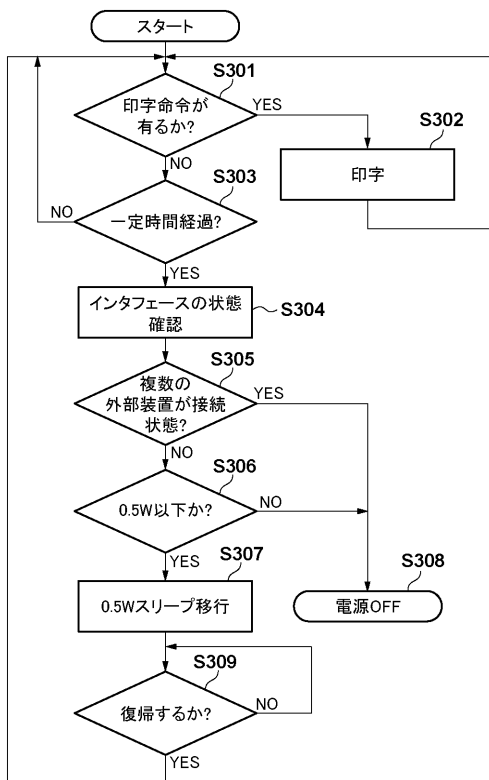 スタート
S301
印字命令が
有るか?
YES
S302
印字
NO
S303
一定時間経過?
NO
YES
インタフェースの状態
確認
S304
S305
複数の
外部装置が接続
状態?
YES
NO
S306
0.5W以下か?
NO
YES
S307
0.5Wスリープ移行
S308
電源OFF
S309
復帰するか?
NO
YES